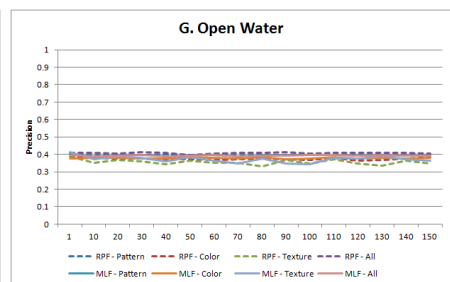 G. Open Water
1
0.9
0.8
0.7
0.6
0.5
0.4
0.3
0.2
0.1
0
Precision
1 10 20 30 40 50 60 70 80 90 100 110 120 130 140 150
RPF - Pattern RPF - Color RPF - Texture RPF - All
MLF - Pattern MLF - Color MLF - Texture MLF - All